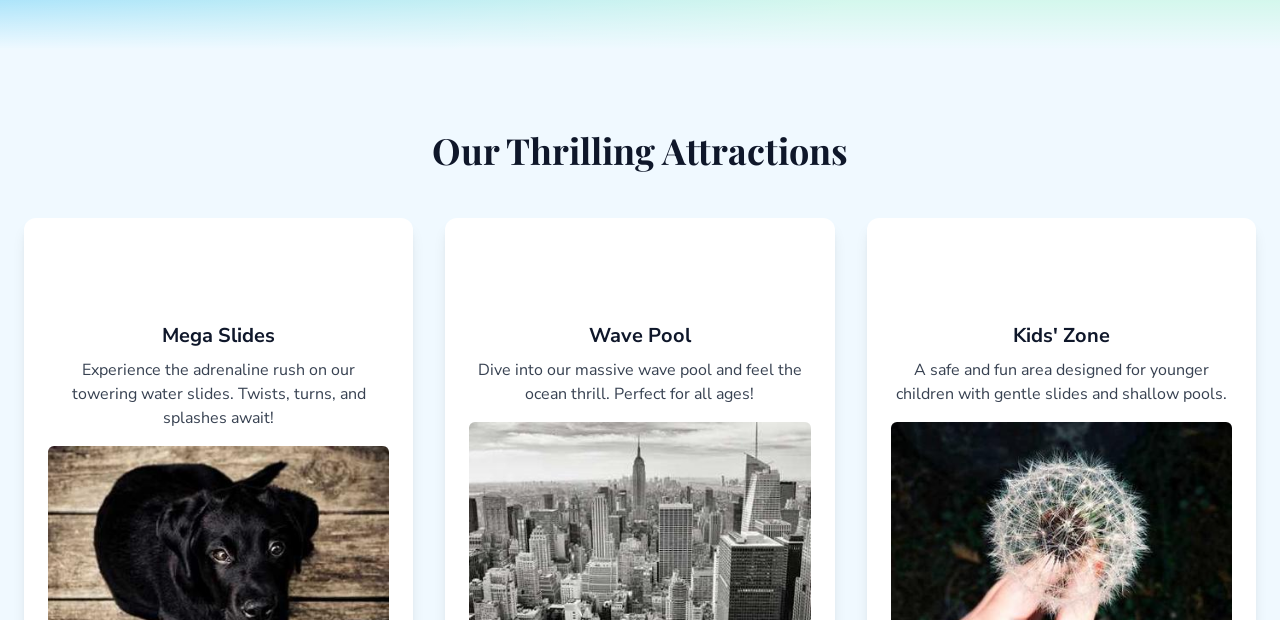 Our Thrilling Attractions
Mega Slides
Experience the adrenaline rush on our
towering water slides. Twists, turns, and
splashes await!
Wave Pool
Dive into our massive wave pool and feel the
ocean thrill. Perfect for all ages!
Kids' Zone
A safe and fun area designed for younger
children with gentle slides and shallow pools.